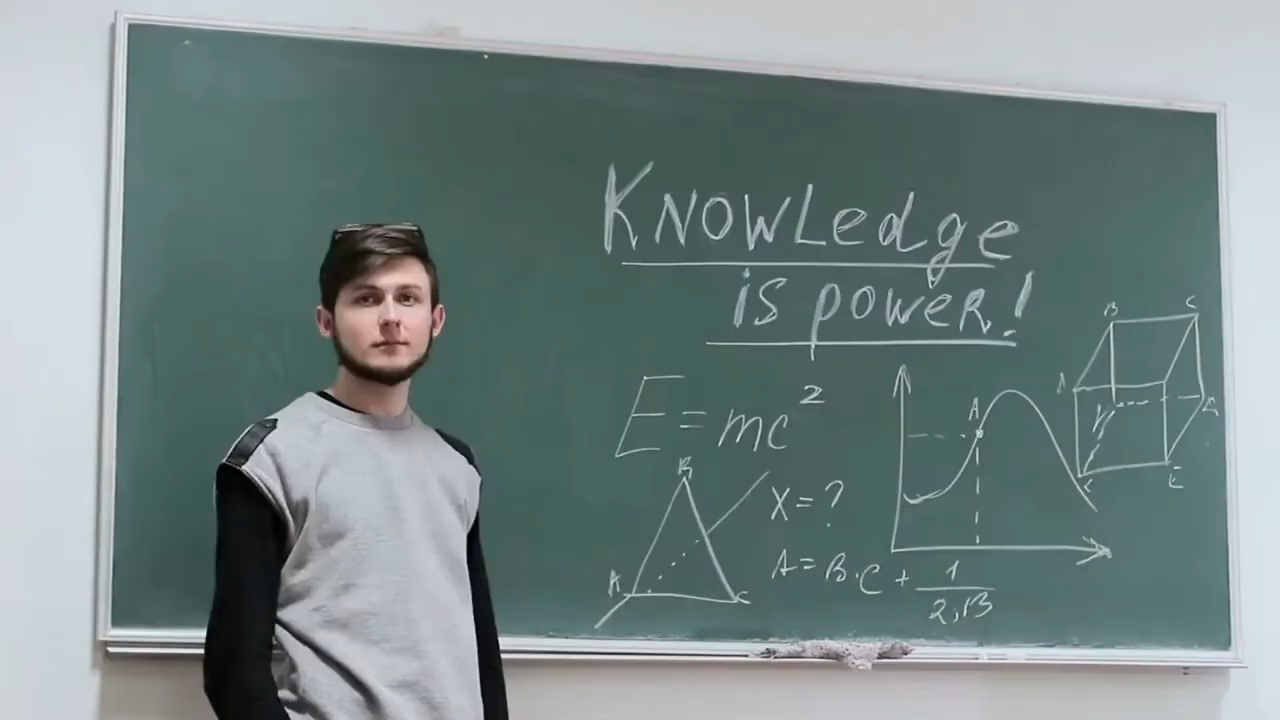 KNOWLedge
is power!
E = mc²
B
X = ?
A
C
A = B.C + 1/2,13
A
B
C
A
E